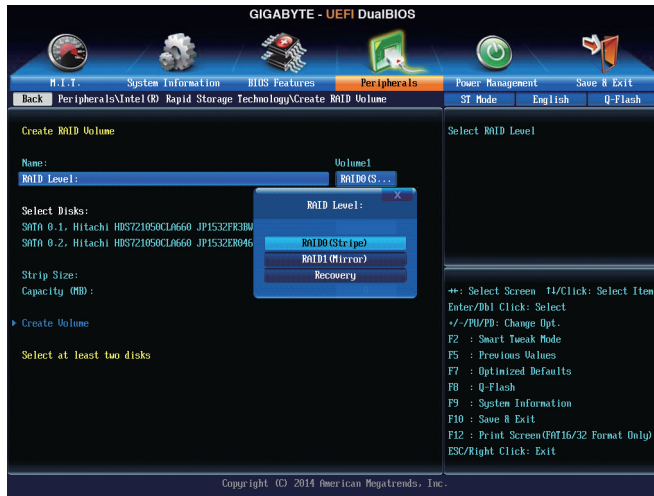 GIGABYTE - UEFI DualBIOS
M.I.T. System Information BIOS Features Peripherals Power Management Save & Exit
Back Peripherals\Intel(R) Rapid Storage Technology\Create RAID Volume ST Mode English Q-Flash
Create RAID Volume
Name: Volume1
RAID Level: RAID0(S...
Select Disks:
SATA 0.1, Hitachi HDS721050CLA660 JP1532FR3BW
SATA 0.2, Hitachi HDS721050CLA660 JP1532ER046
Strip Size:
Capacity (MB):
Create Volume
Select at least two disks
X
RAID Level:
RAID0(Stripe)
RAID1(Mirror)
Recovery
Select RAID Level
→←: Select Screen ↑↓/Click: Select Item
Enter/Dbl Click: Select
+/-/PU/PD: Change Opt.
F2 : Smart Tweak Mode
F5 : Previous Values
F7 : Optimized Defaults
F8 : Q-Flash
F9 : System Information
F10 : Save & Exit
F12 : Print Screen(FAT16/32 Format Only)
ESC/Right Click: Exit
Copyright (C) 2014 American Megatrends, Inc.